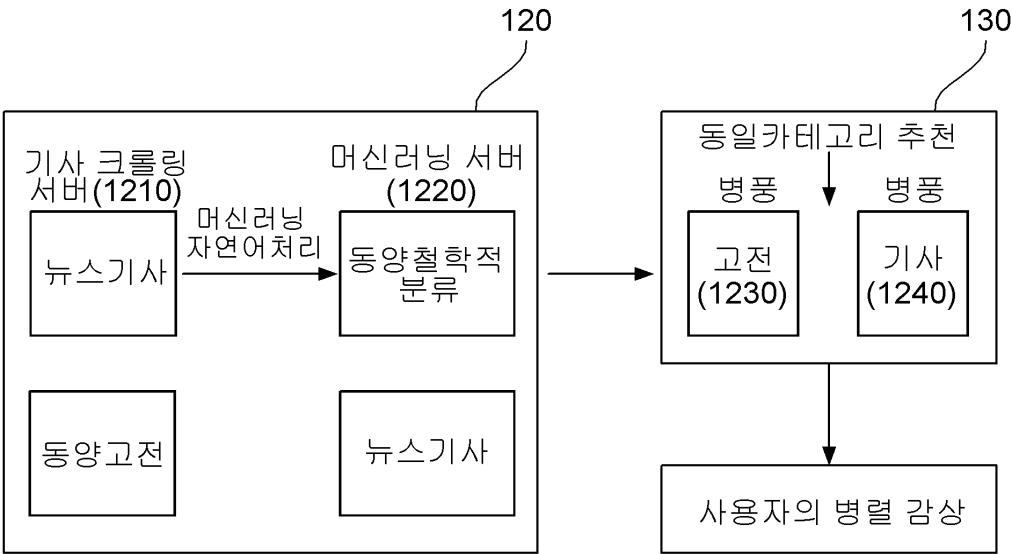 120
130
기사 크롤링
서버(1210)
머신러닝 서버
(1220)
머신러닝
자연어처리
뉴스기사
동양철학적
분류
동양고전
뉴스기사
동일카테고리 추천
병풍
병풍
고전
(1230)
기사
(1240)
사용자의 병렬 감상